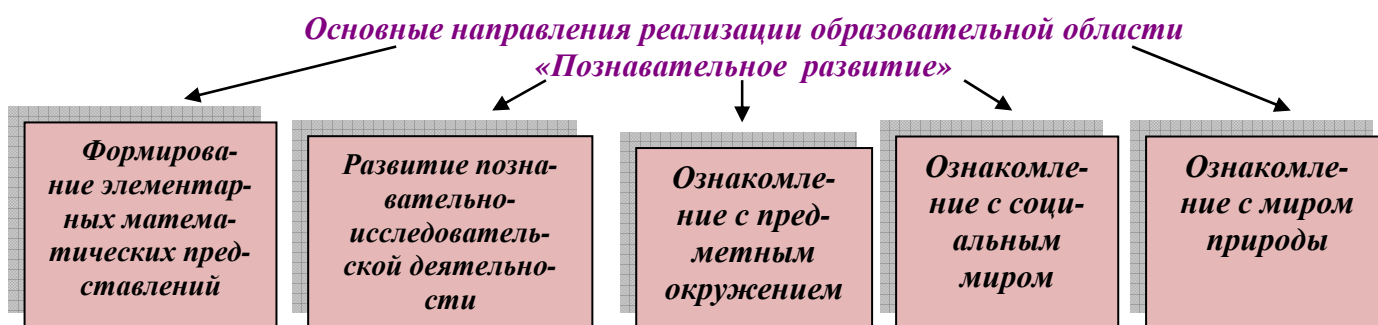 Основные направления реализации образовательной области
«Познавательное развитие»
Формирова-
ние элементар-
ных матема-
тических пред-
ставлений
Развитие позна-
вательно-
исследователь-
ской деятельно-
сти
Ознакомле-
ние с пред-
метным
окружением
Ознакомле-
ние с соци-
альным
миром
Ознакомле-
ние с миром
природы